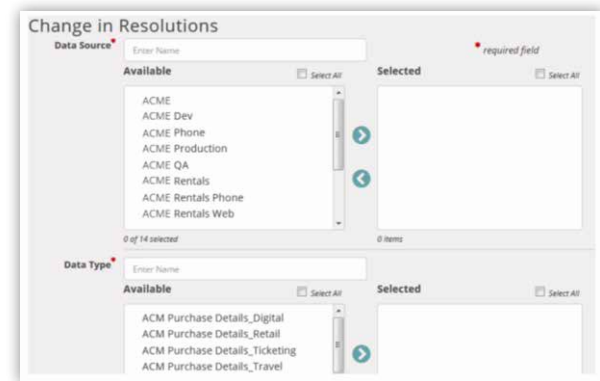 Change in Resolutions
Data Source* Enter Name * required field
Available Select All Selected Select All
ACME
ACME Dev
ACME Phone
ACME Production
ACME QA
ACME Rentals
ACME Rentals Phone
ACME Rentals Web
0 of 14 selected 0 items
Data Type* Enter Name
Available Select All Selected Select All
ACM Purchase Details_Digital
ACM Purchase Details_Retail
ACM Purchase Details_Ticketing
ACM Purchase Details_Travel